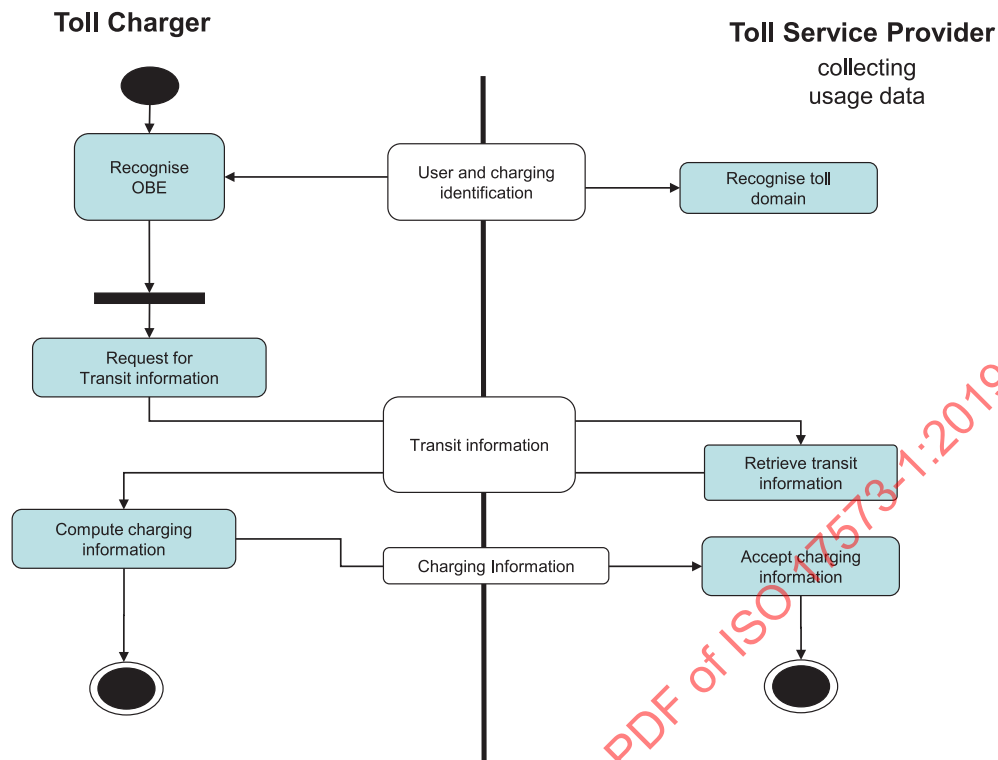 Toll Charger
Toll Service Provider
collecting
usage data
Recognise
OBE
User and charging
identification
Recognise toll
domain
Request for
Transit information
Transit information
Retrieve transit
information
Compute charging
information
Charging Information
Accept charging
information
PDF of ISO 17573-1:2019